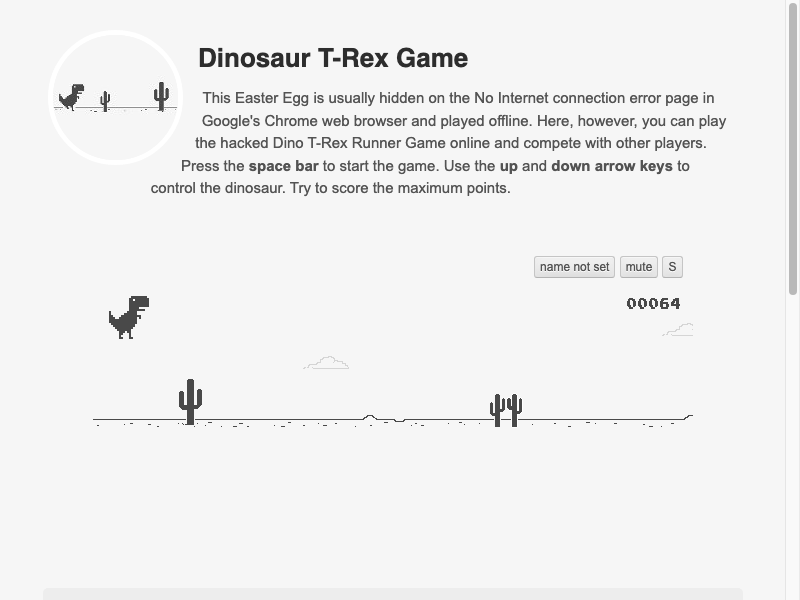 Dinosaur T-Rex Game
This Easter Egg is usually hidden on the No Internet connection error page in
Google's Chrome web browser and played offline. Here, however, you can play
the hacked Dino T-Rex Runner Game online and compete with other players.
Press the space bar to start the game. Use the up and down arrow keys to
control the dinosaur. Try to score the maximum points.
name not set mute S
00064